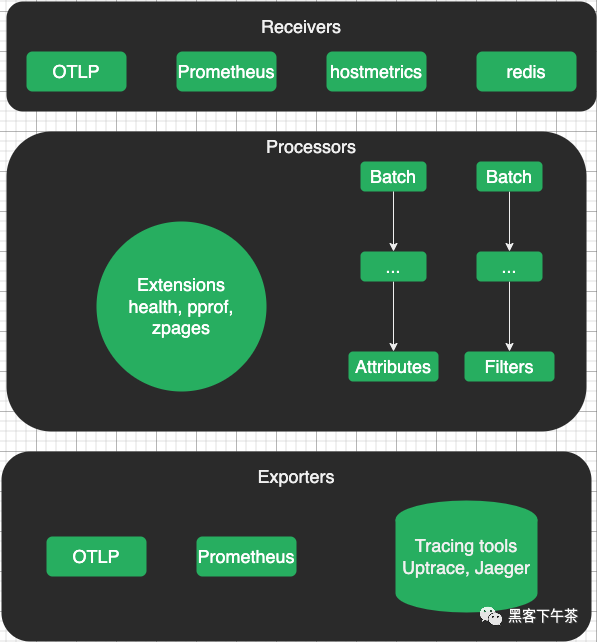 Receivers
OTLP
Prometheus
hostmetrics
redis
Processors
Batch
Batch
Extensions
health, pprof,
zpages
...
...
Attributes
Filters
Exporters
OTLP
Prometheus
Tracing tools
Uptrace, Jaeger
黑客下午茶